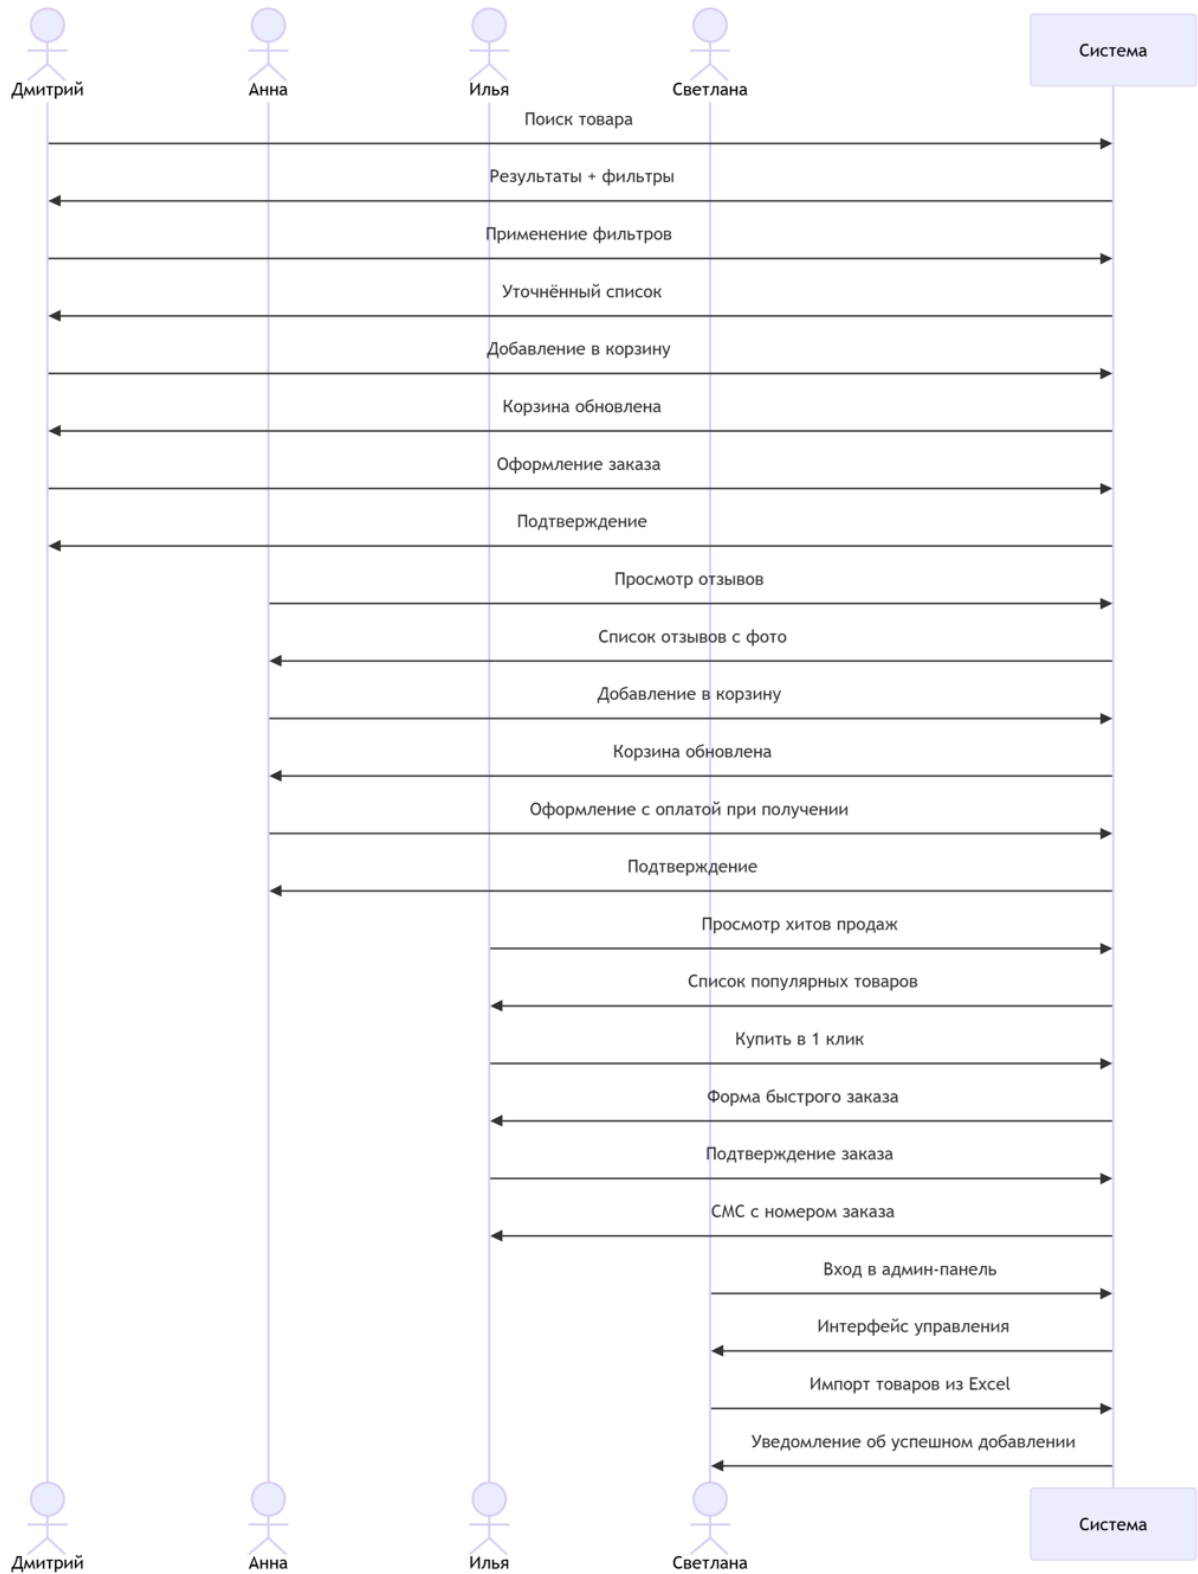 Дмитрий
Анна
Илья
Светлана
Система
Поиск товара
Результаты + фильтры
Применение фильтров
Уточнённый список
Добавление в корзину
Корзина обновлена
Оформление заказа
Подтверждение
Просмотр отзывов
Список отзывов с фото
Добавление в корзину
Корзина обновлена
Оформление с оплатой при получении
Подтверждение
Просмотр хитов продаж
Список популярных товаров
Купить в 1 клик
Форма быстрого заказа
Подтверждение заказа
СМС с номером заказа
Вход в админ-панель
Интерфейс управления
Импорт товаров из Excel
Уведомление об успешном добавлении
Дмитрий
Анна
Илья
Светлана
Система